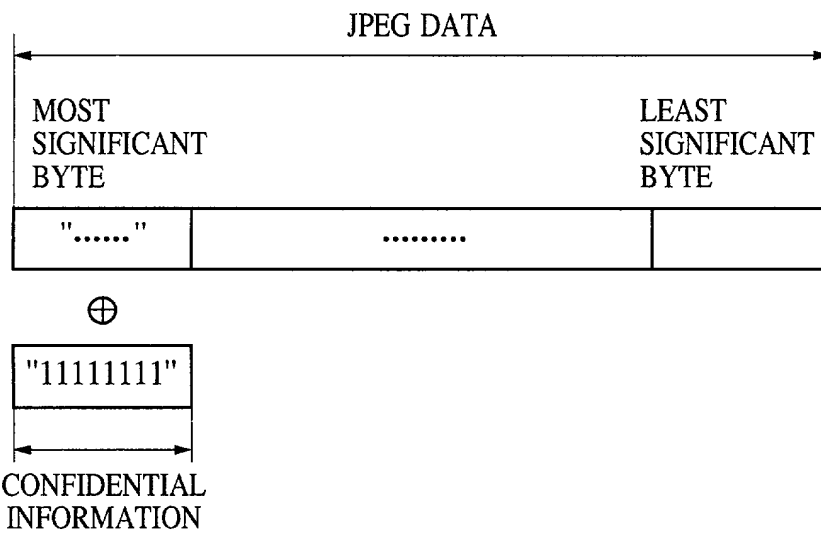 JPEG DATA
MOST
SIGNIFICANT
BYTE
LEAST
SIGNIFICANT
BYTE
"••••••"
•••••••••
⊕
"11111111"
CONFIDENTIAL
INFORMATION